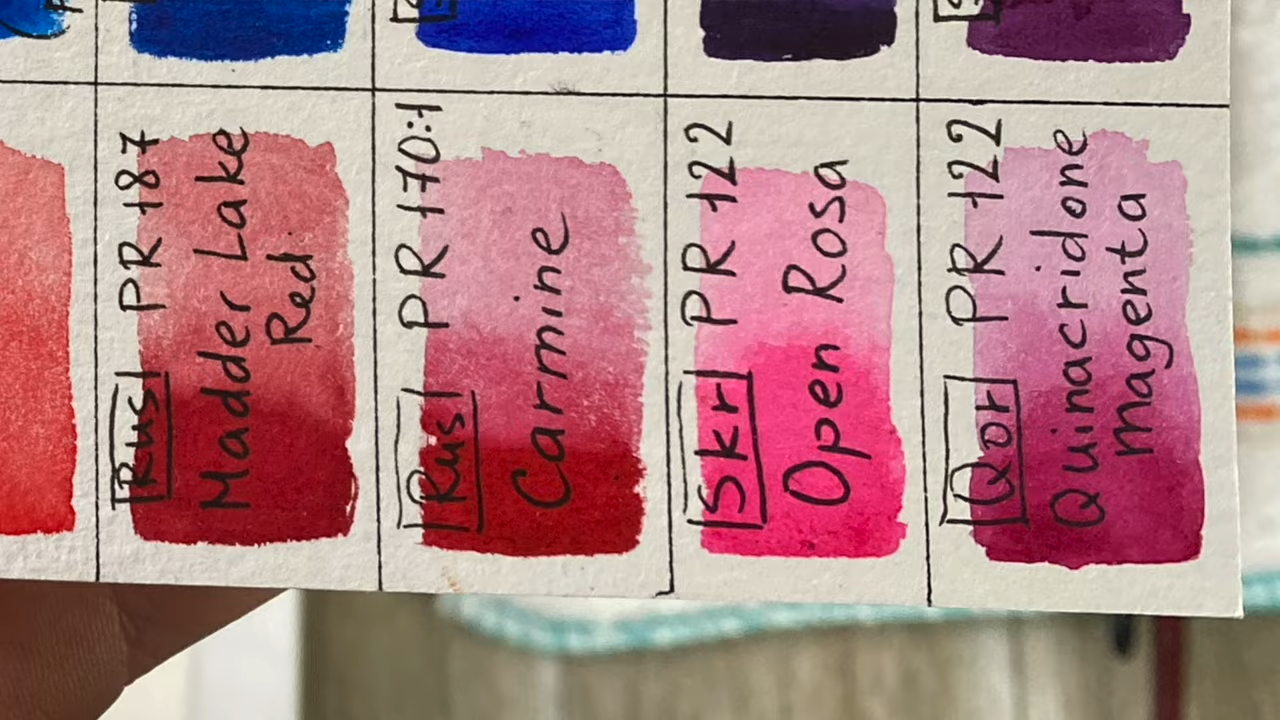 Rus PR 187
Madder Lake
Red
Rus PR 170:1
Carmine
Skr PR 122
Open Rosa
Qor PR 122
Quinacridone
Magenta